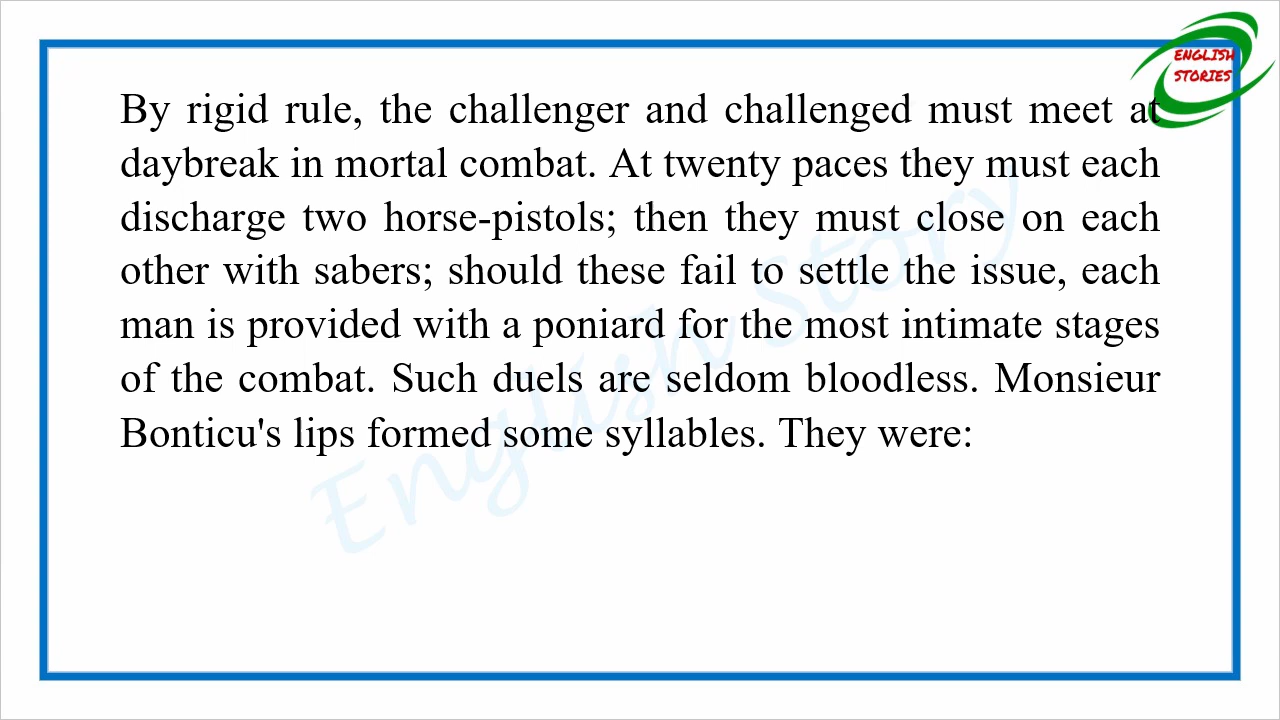 ENGLISH
STORIES
By rigid rule, the challenger and challenged must meet at
daybreak in mortal combat. At twenty paces they must each
discharge two horse-pistols; then they must close on each
other with sabers; should these fail to settle the issue, each
man is provided with a poniard for the most intimate stages
of the combat. Such duels are seldom bloodless. Monsieur
Bonticu's lips formed some syllables. They were:
English Story